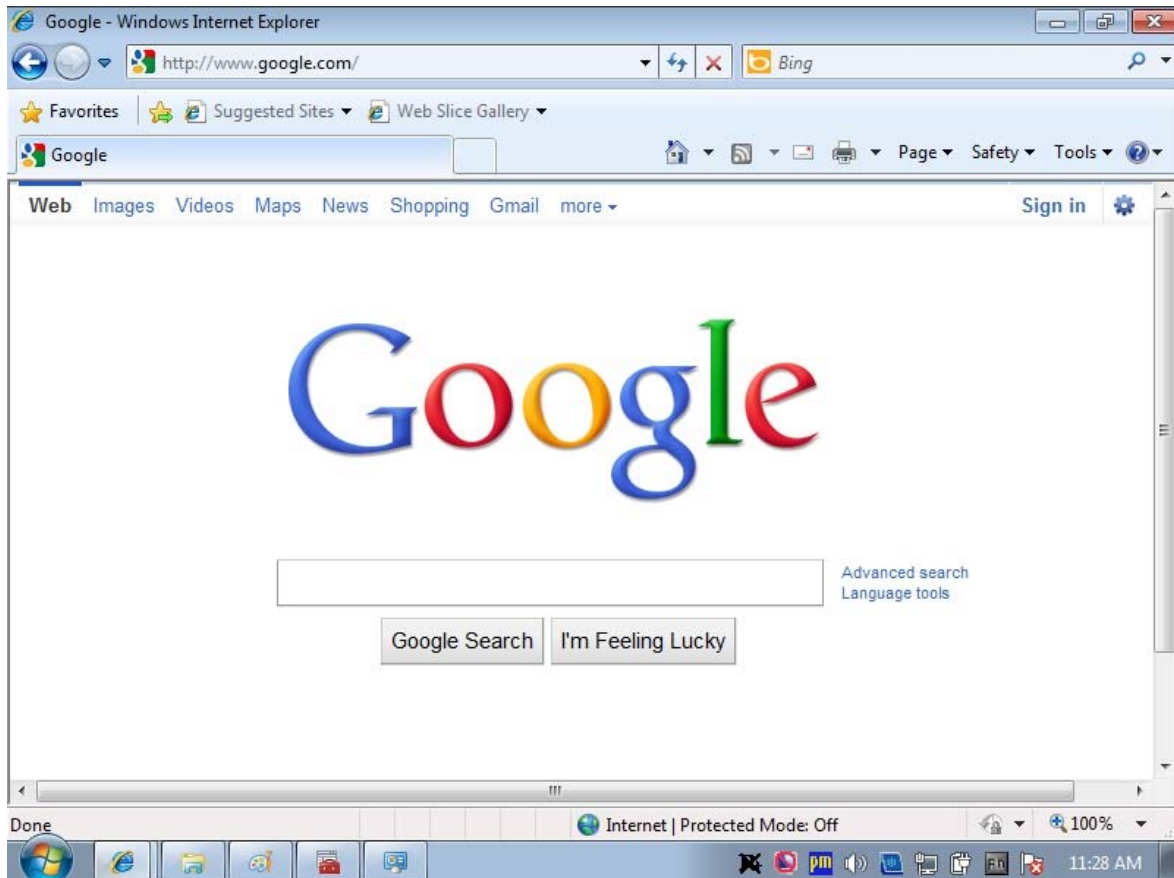 Google - Windows Internet Explorer
http://www.google.com/
Bing
Favorites Suggested Sites Web Slice Gallery
Google Page Safety Tools
Web Images Videos Maps News Shopping Gmail more Sign in
Google
Advanced search
Language tools
Google Search I'm Feeling Lucky
Done Internet | Protected Mode: Off 100%
pm 11:28 AM